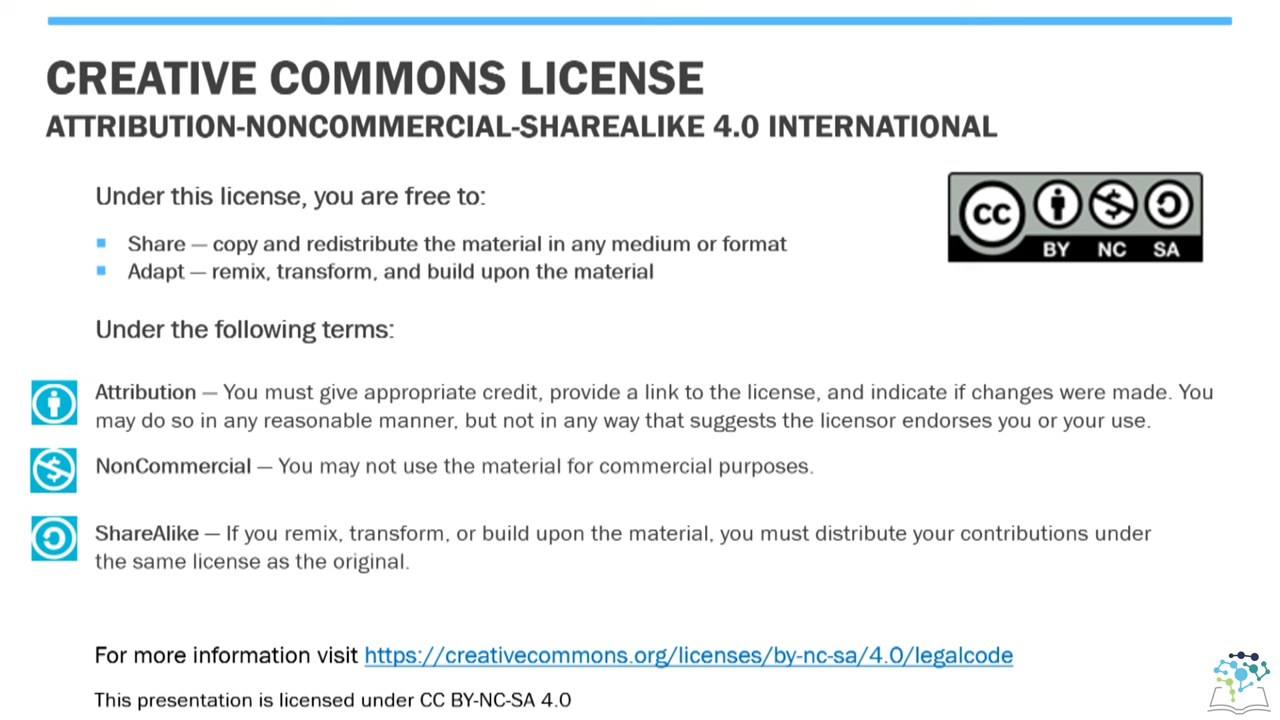 CREATIVE COMMONS LICENSE
ATTRIBUTION-NONCOMMERCIAL-SHAREALIKE 4.0 INTERNATIONAL
Under this license, you are free to:
Share — copy and redistribute the material in any medium or format
Adapt — remix, transform, and build upon the material
CC
BY NC SA
Under the following terms:
Attribution — You must give appropriate credit, provide a link to the license, and indicate if changes were made. You
may do so in any reasonable manner, but not in any way that suggests the licensor endorses you or your use.
NonCommercial — You may not use the material for commercial purposes.
ShareAlike — If you remix, transform, or build upon the material, you must distribute your contributions under
the same license as the original.
For more information visit https://creativecommons.org/licenses/by-nc-sa/4.0/legalcode
This presentation is licensed under CC BY-NC-SA 4.0